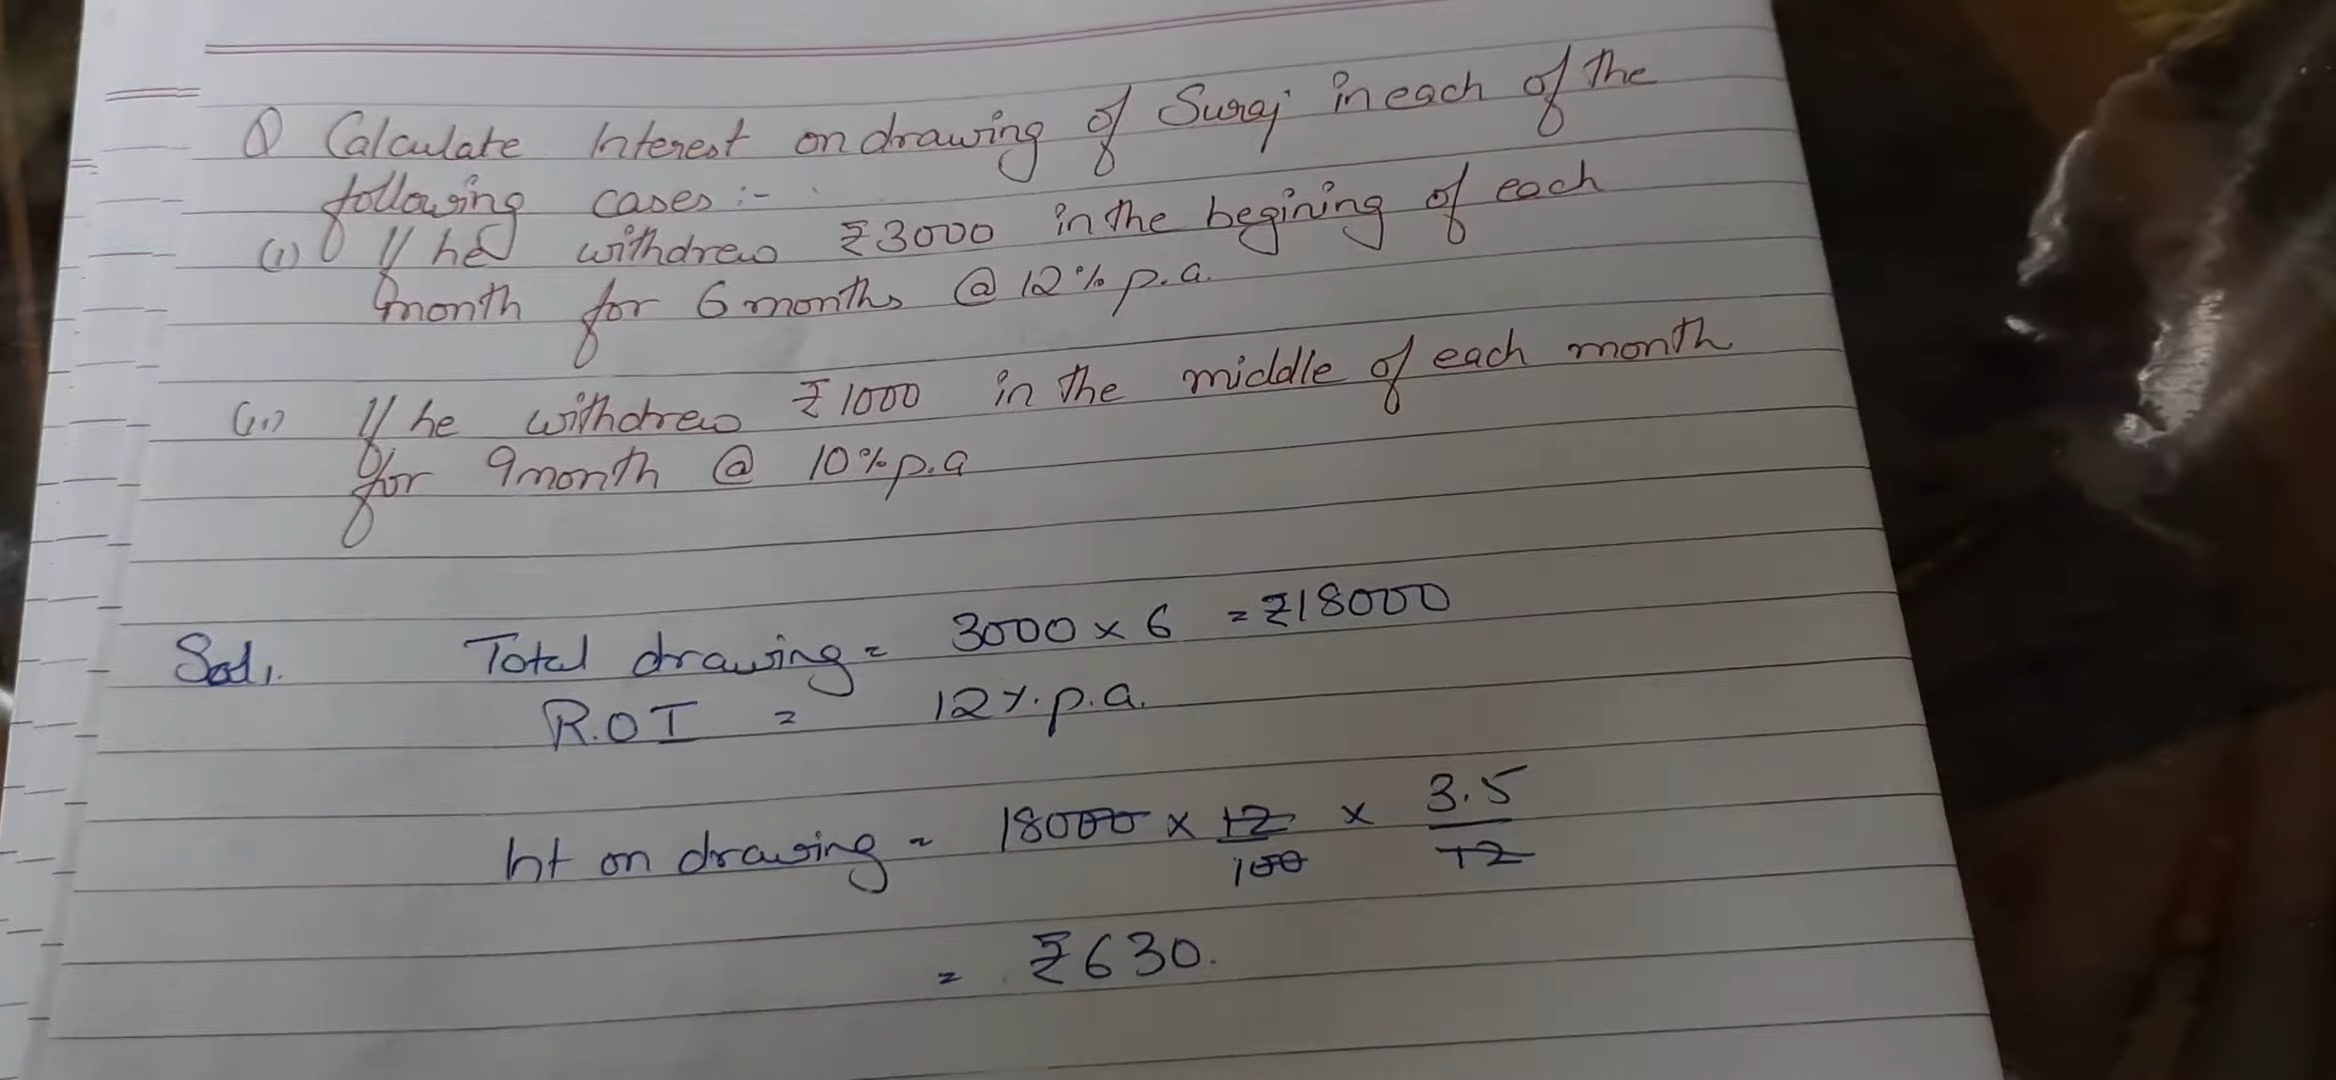 Q Calculate Interest on drawing of Suraj in each of the
following cases :-
(i) If he withdrew ₹3000 in the begining of each
month for 6 months @ 12% p.a.
(ii) If he withdrew ₹1000 in the middle of each month
for 9month @ 10% p.a
Sol. Total drawing = 3000 × 6 = ₹18000
R.O.I = 12%.p.a.
Int on drawing = 18000 × 12/100 × 3.5/12
= ₹630.